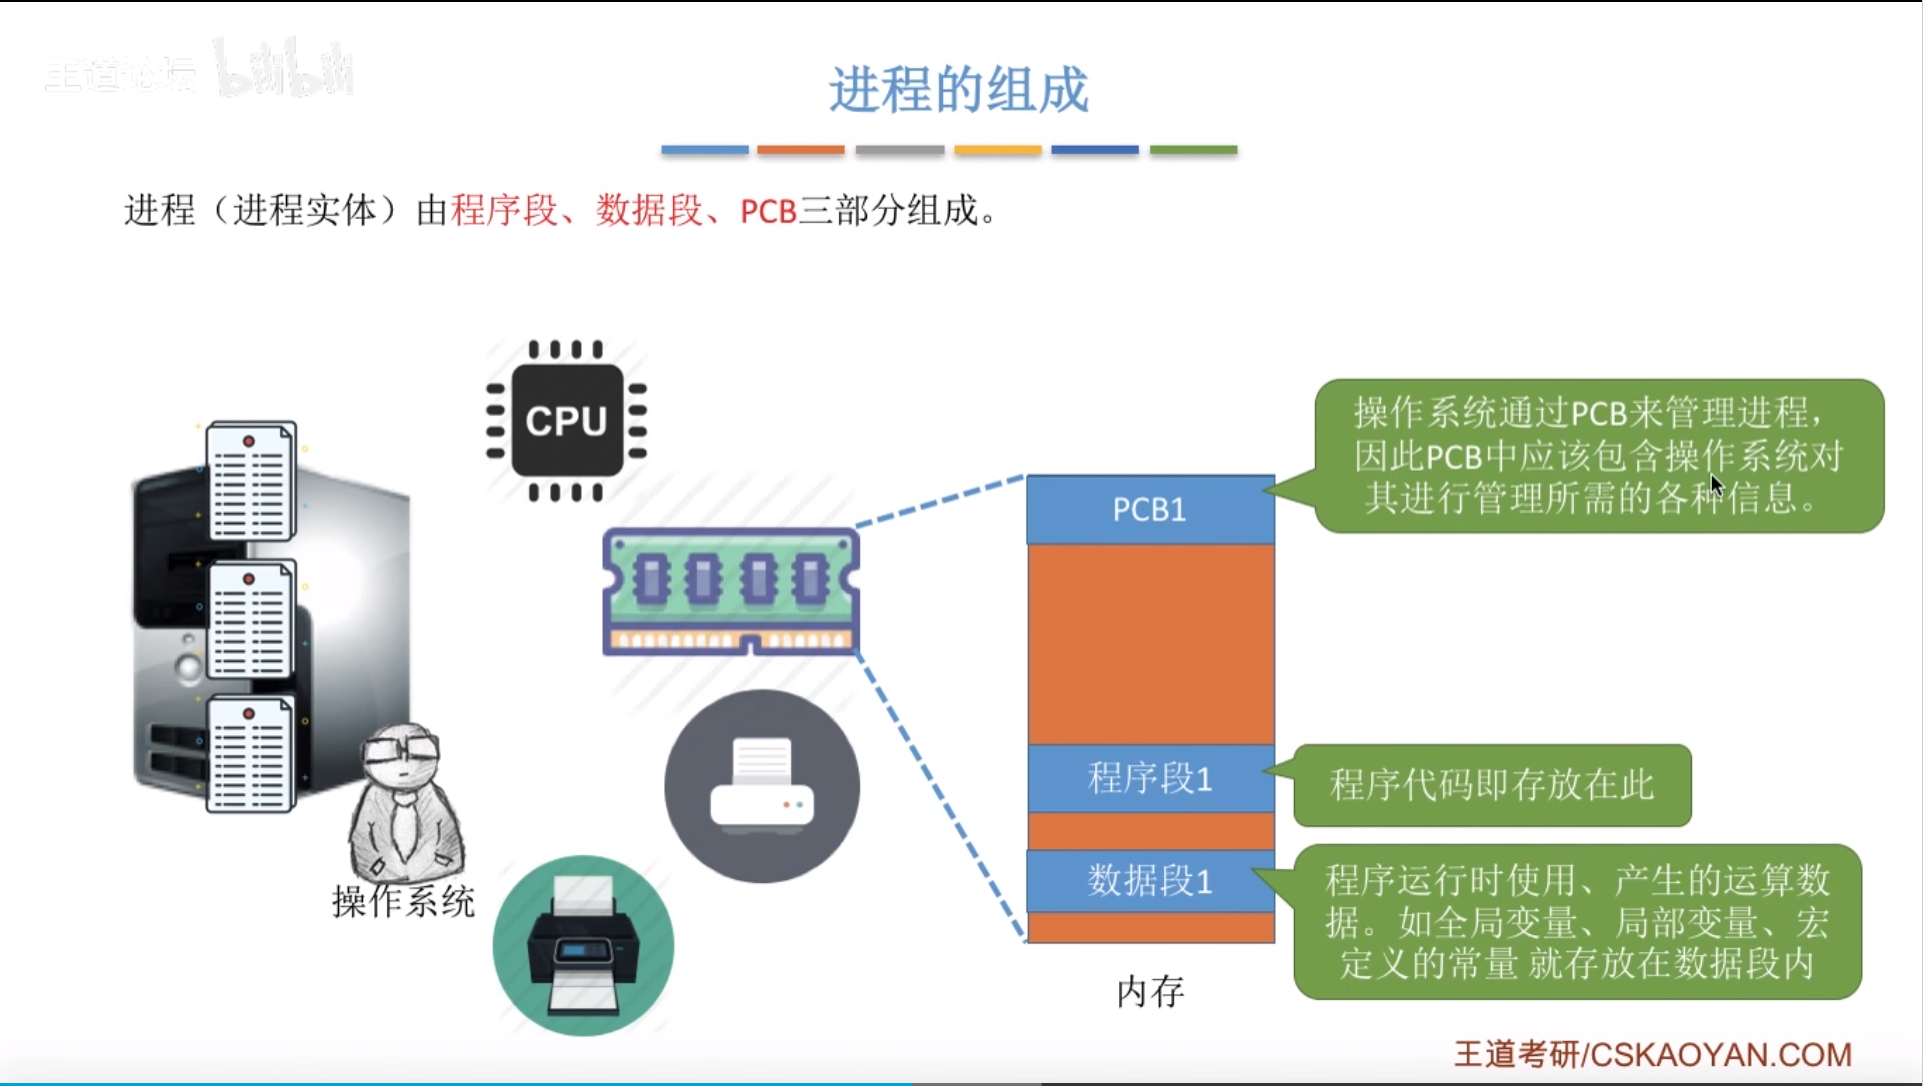 王道论坛 bilibili
进程的组成
进程（进程实体）由程序段、数据段、PCB三部分组成。
CPU
操作系统
PCB1
程序段1
数据段1
内存
操作系统通过PCB来管理进程，
因此PCB中应该包含操作系统对
其进行管理所需的各种信息。
程序代码即存放在此
程序运行时使用、产生的运算数
据。如全局变量、局部变量、宏
定义的常量 就存放在数据段内
王道考研/CSKAOYAN.COM